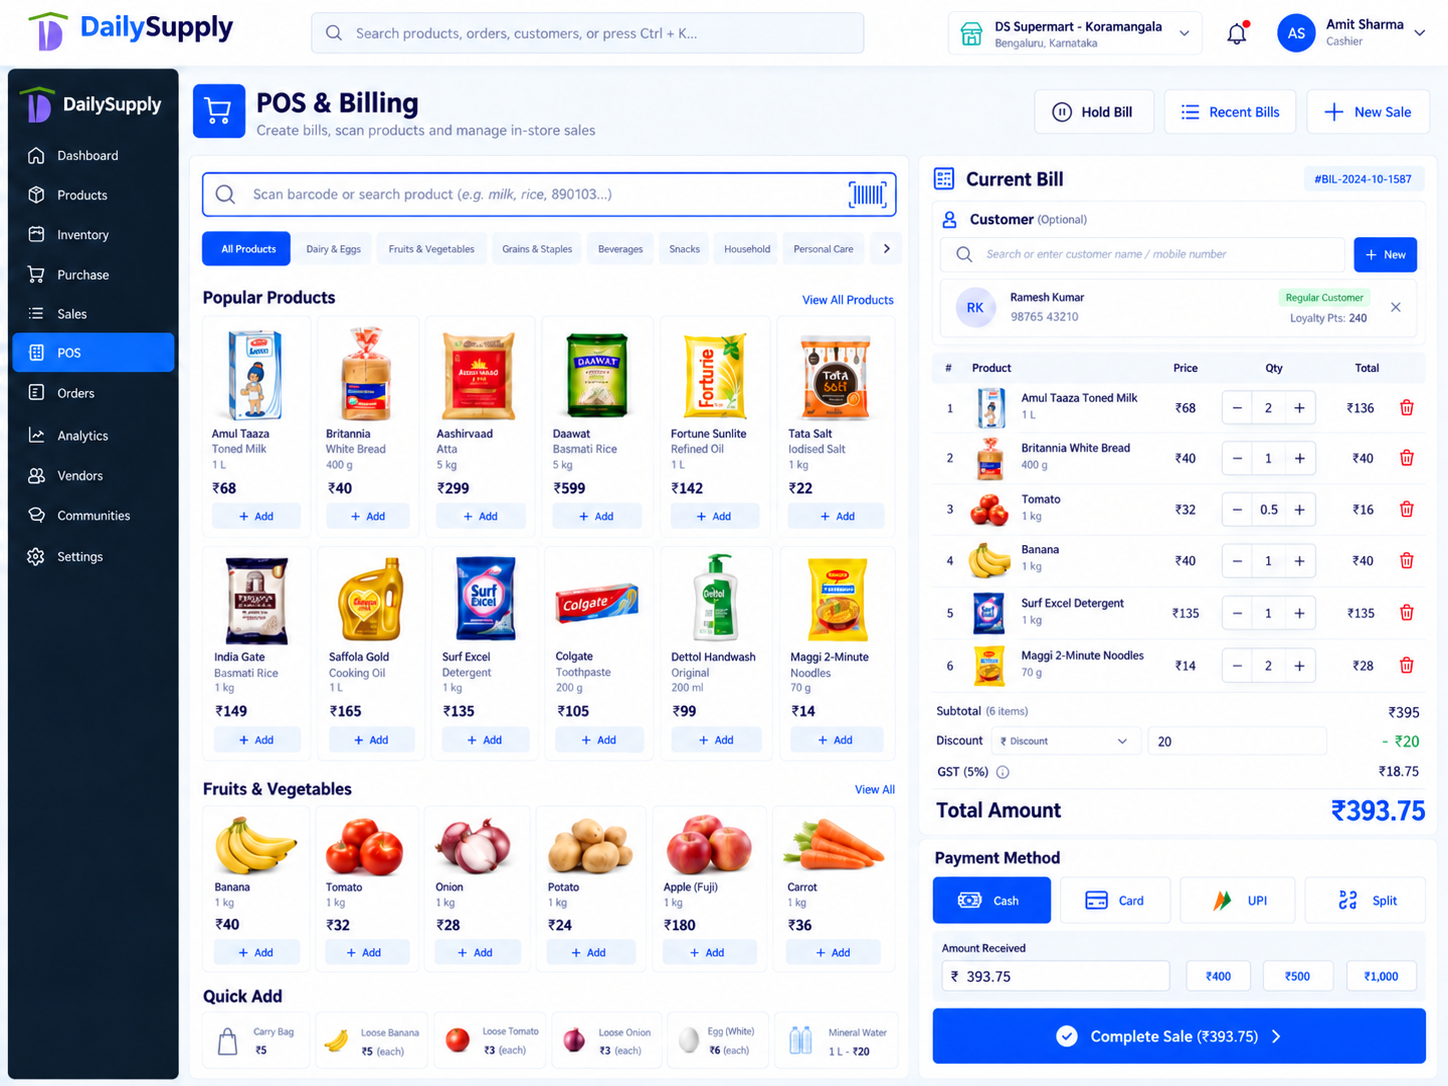 DailySupply
Search products, orders, customers, or press Ctrl + K...
DS Supermart - Koramangala
Bengaluru, Karnataka
AS
Amit Sharma
Cashier
DailySupply
Dashboard
Products
Inventory
Purchase
Sales
POS
Orders
Analytics
Vendors
Communities
Settings
POS & Billing
Create bills, scan products and manage in-store sales
Hold Bill
Recent Bills
New Sale
Scan barcode or search product (e.g. milk, rice, 890103...)
All Products
Dairy & Eggs
Fruits & Vegetables
Grains & Staples
Beverages
Snacks
Household
Personal Care
Popular Products
View All Products
DAAWAT
Fortune
Tata
Amul Taaza
Toned Milk
1 L
₹68
+ Add
Britannia
White Bread
400 g
₹40
+ Add
Aashirvaad
Atta
5 kg
₹299
+ Add
Daawat
Basmati Rice
5 kg
₹599
+ Add
Fortune Sunlite
Refined Oil
1 L
₹142
+ Add
Tata Salt
Iodised Salt
1 kg
₹22
+ Add
Surf
Excel
Colgate
Dettol
India Gate
Basmati Rice
1 kg
₹149
+ Add
Saffola Gold
Cooking Oil
1 L
₹165
+ Add
Surf Excel
Detergent
1 kg
₹135
+ Add
Colgate
Toothpaste
200 g
₹105
+ Add
Dettol Handwash
Original
200 ml
₹99
+ Add
Maggi 2-Minute
Noodles
70 g
₹14
+ Add
Fruits & Vegetables
View All
Banana
1 kg
₹40
+ Add
Tomato
1 kg
₹32
+ Add
Onion
1 kg
₹28
+ Add
Potato
1 kg
₹24
+ Add
Apple (Fuji)
1 kg
₹180
+ Add
Carrot
1 kg
₹36
+ Add
Quick Add
Carry Bag
₹5
Loose Banana
₹5 (each)
Loose Tomato
₹3 (each)
Loose Onion
₹3 (each)
Egg (White)
₹6 (each)
Mineral Water
1 L - ₹20
Current Bill
#BIL-2024-10-1587
Customer (Optional)
Search or enter customer name / mobile number
+ New
RK
Ramesh Kumar
98765 43210
Regular Customer
Loyalty Pts: 240
# Product Price Qty Total
1 Amul Taaza Toned Milk ₹68 − 2 + ₹136
1 L
2 Britannia White Bread ₹40 − 1 + ₹40
400 g
3 Tomato ₹32 − 0.5 + ₹16
1 kg
4 Banana ₹40 − 1 + ₹40
1 kg
5 Surf Excel Detergent ₹135 − 1 + ₹135
1 kg
6 Maggi 2-Minute Noodles ₹14 − 2 + ₹28
70 g
Subtotal (6 items) ₹395
Discount ₹ Discount 20 - ₹20
GST (5%) ₹18.75
Total Amount ₹393.75
Payment Method
Cash
Card
UPI
Split
Amount Received
₹ 393.75
₹400
₹500
₹1,000
Complete Sale (₹393.75)